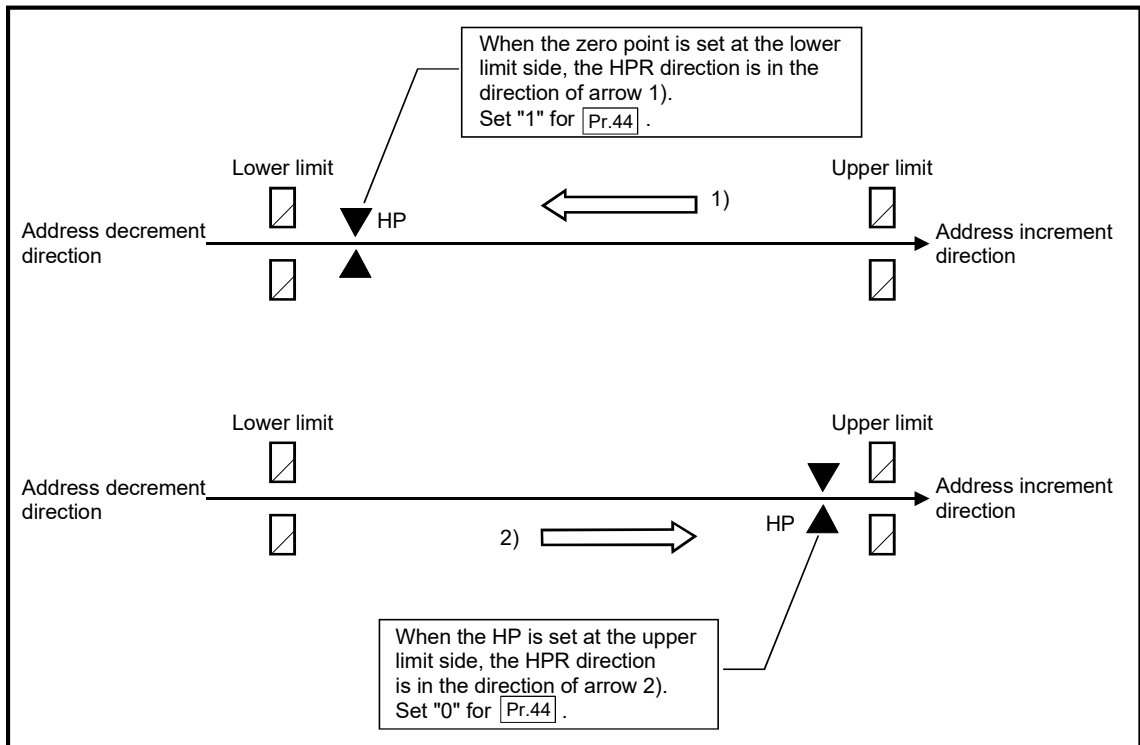 When the zero point is set at the lower
limit side, the HPR direction is in the
direction of arrow 1).
Set "1" for Pr.44 .
Lower limit
Upper limit
1)
HP
Address decrement
direction
Address increment
direction
Lower limit
Upper limit
Address decrement
direction
Address increment
direction
2)
HP
When the HP is set at the upper
limit side, the HPR direction
is in the direction of arrow 2).
Set "0" for Pr.44 .